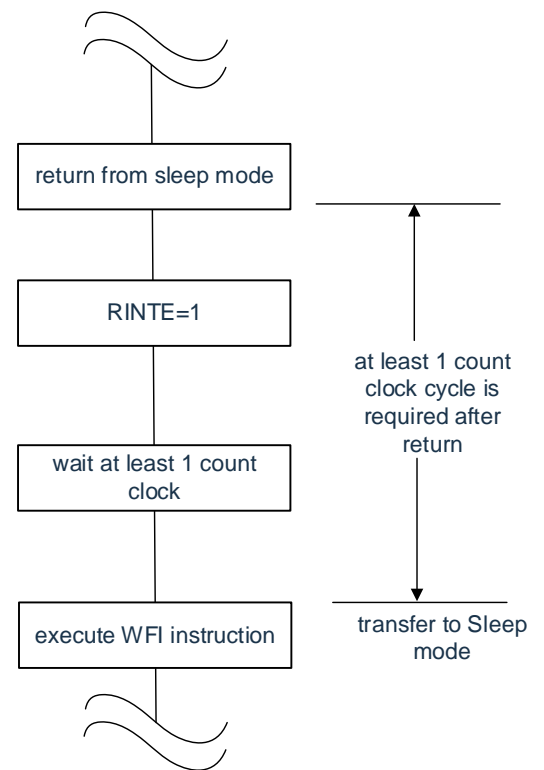 return from sleep mode
RINTE=1
at least 1 count
clock cycle is
required after
return
wait at least 1 count
clock
execute WFI instruction
transfer to Sleep
mode